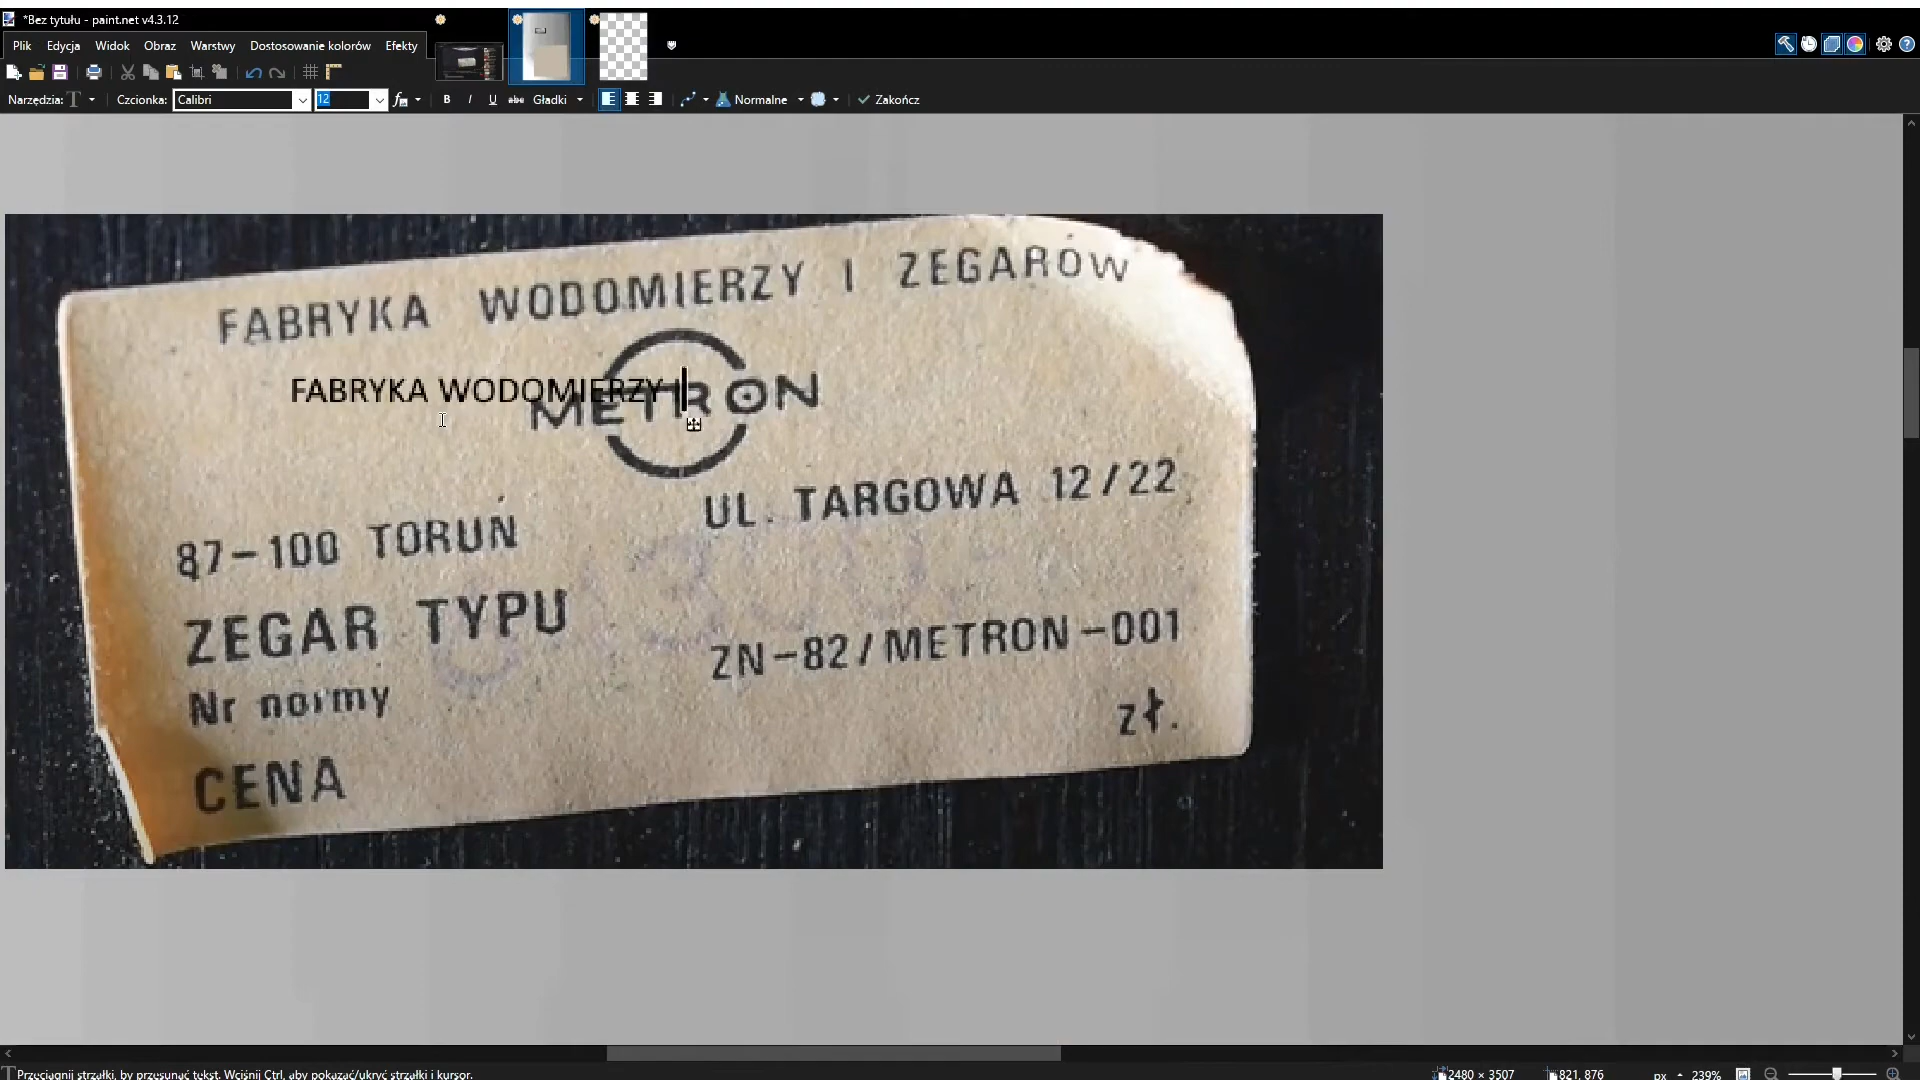 *Bez tytułu - paint.net v4.3.12
Plik Edycja Widok Obraz Warstwy Dostosowanie kolorów Efekty
Narzędzia: T Czcionka: Calibri 12 fx B I U abc Gładki Normalne Zakończ
FABRYKA WODOMIERZY I ZEGARÓW
FABRYKA WODOMIERZY I
METRON
87-100 TORUŃ UL. TARGOWA 12/22
ZEGAR TYPU
Nr normy ZN-82/METRON-001
CENA zł.
Przeciągnij strzałki, by przesunąć tekst. Wciśnij Ctrl, aby pokazać/ukryć strzałki i kursor. 2480 × 3507 821, 876 px 239%